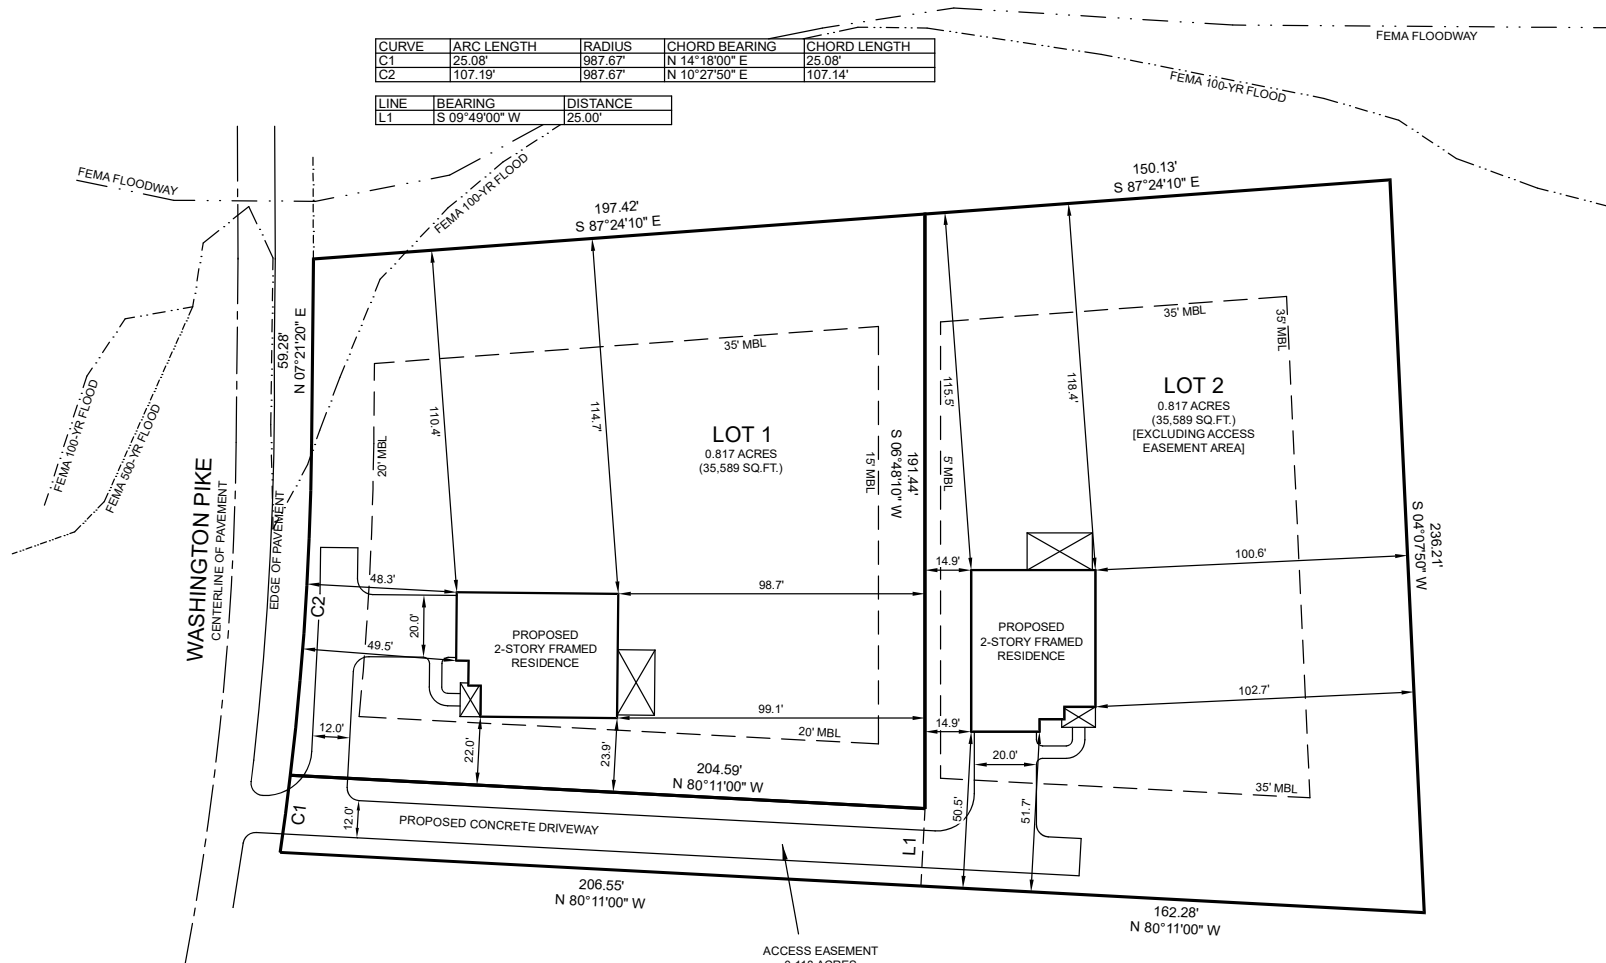 CURVE ARC LENGTH RADIUS CHORD BEARING CHORD LENGTH
C1 25.08' 987.67' N 14°18'00" E 25.08'
C2 107.19' 987.67' N 10°27'50" E 107.14'
LINE BEARING DISTANCE
L1 S 09°49'00" W 25.00'
FEMA FLOODWAY
FEMA 100-YR FLOOD
FEMA FLOODWAY
FEMA 100-YR FLOOD
197.42'
S 87°24'10" E
150.13'
S 87°24'10" E
59.28'
N 07°21'20" E
FEMA 100-YR FLOOD
FEMA 500-YR FLOOD
WASHINGTON PIKE
CENTERLINE OF PAVEMENT
EDGE OF PAVEMENT
35' MBL
20' MBL
110.4'
114.7'
LOT 1
0.817 ACRES
(35,589 SQ.FT.)
15' MBL
191.44'
S 06°48'10" W
5' MBL
115.5'
118.4'
35' MBL
35' MBL
LOT 2
0.817 ACRES
(35,589 SQ.FT.)
[EXCLUDING ACCESS
EASEMENT AREA]
236.21'
S 04°07'50" W
C2
48.3'
49.5'
20.0'
PROPOSED
2-STORY FRAMED
RESIDENCE
98.7'
99.1'
14.9'
14.9'
PROPOSED
2-STORY FRAMED
RESIDENCE
100.6'
102.7'
12.0'
22.0'
23.9'
20' MBL
20.0'
204.59'
N 80°11'00" W
35' MBL
C1
12.0'
PROPOSED CONCRETE DRIVEWAY
L1
50.5'
51.7'
206.55'
N 80°11'00" W
162.28'
N 80°11'00" W
ACCESS EASEMENT